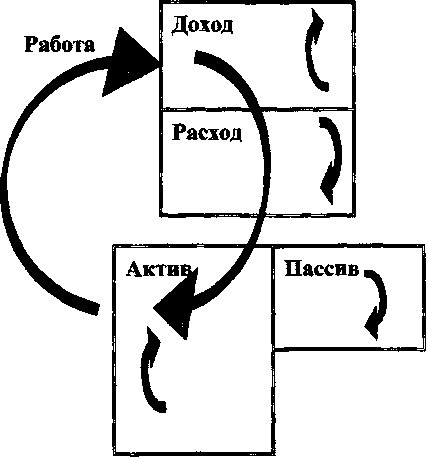 Работа
Доход
Расход
Актив
Пассив